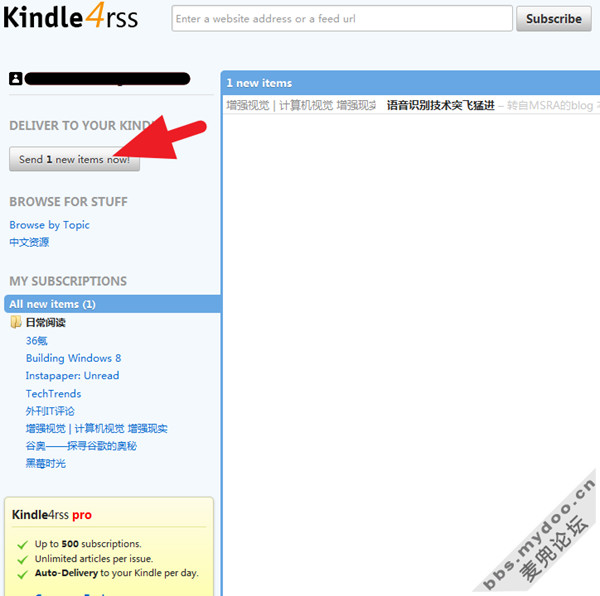 Kindle4rss
Enter a website address or a feed url
Subscribe
1 new items
增强视觉 | 计算机视觉 增强现实 语音识别技术突飞猛进 – 转自MSRA的blog
DELIVER TO YOUR KIND
Send 1 new items now!
BROWSE FOR STUFF
Browse by Topic
中文资源
MY SUBSCRIPTIONS
All new items (1)
日常阅读
36氪
Building Windows 8
Instapaper: Unread
TechTrends
外刊IT评论
增强视觉 | 计算机视觉 增强现实
谷奥——探寻谷歌的奥秘
黑莓时光
Kindle4rss pro
Up to 500 subscriptions.
Unlimited articles per issue.
Auto-Delivery to your Kindle per day.
bbs.mydoo.cn
麦兜论坛